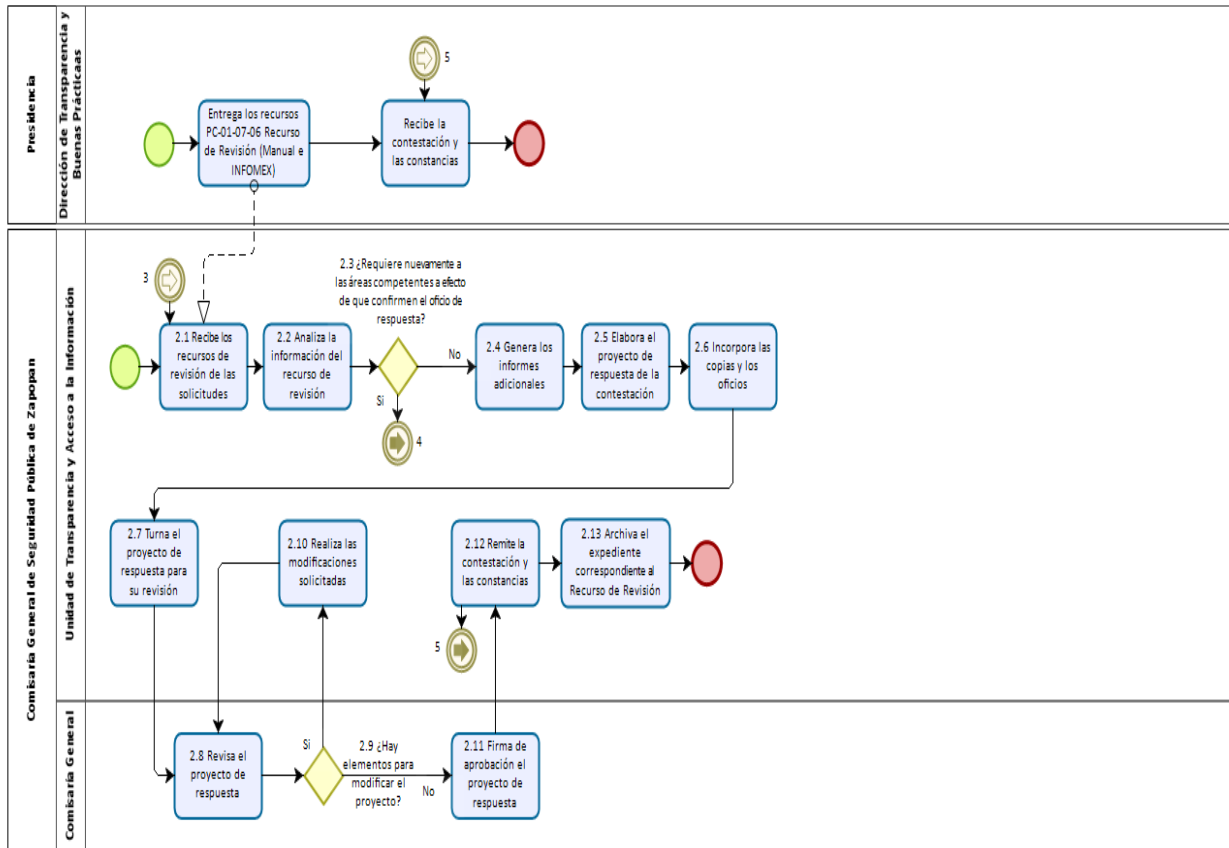 Presidencia
Dirección de Transparencia y
Buenas Prácticaas
5
Entrega los recursos
PC-01-07-06 Recurso
de Revisión (Manual e
INFOMEX)
Recibe la
contestación y
las constancias
Comisaría General de Seguridad Pública de Zapopan
Unidad de Transparencia y Acceso a la Información
3
2.1 Recibe los
recursos de
revisión de las
solicitudes
2.2 Analiza la
información del
recurso de
revisión
2.3 ¿Requiere nuevamente a
las áreas competentes a efecto
de que confirmen el oficio de
respuesta?
No
Si
4
2.4 Genera los
informes
adicionales
2.5 Elabora el
proyecto de
respuesta de la
contestación
2.6 Incorpora las
copias y los
oficios
2.7 Turna el
proyecto de
respuesta para
su revisión
2.10 Realiza las
modificaciones
solicitadas
2.12 Remite la
contestación y
las constancias
2.13 Archiva el
expediente
correspondiente al
Recurso de Revisión
5
Comisaría General
2.8 Revisa el
proyecto de
respuesta
Si
2.9 ¿Hay
elementos para
modificar el
proyecto?
No
2.11 Firma de
aprobación el
proyecto de
respuesta